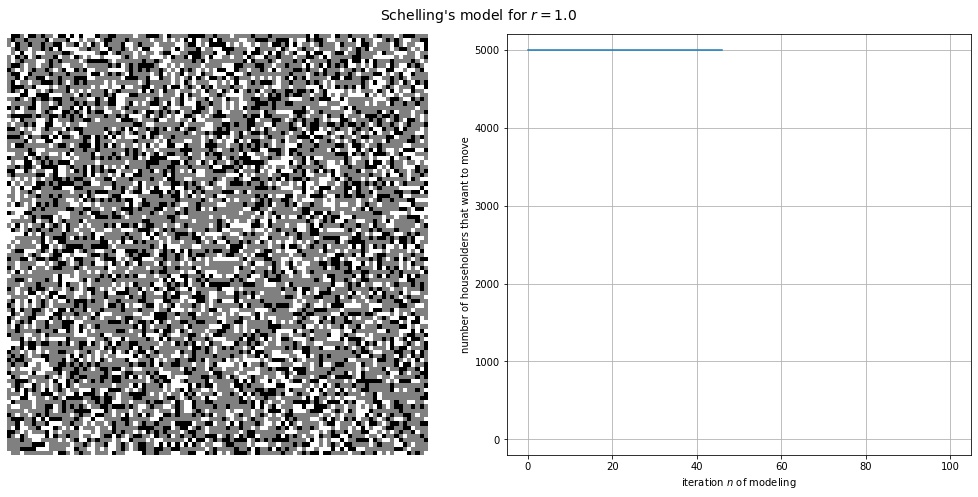 Schelling's model for r = 1.0
number of householders that want to move
5000
4000
3000
2000
1000
0
0 20 40 60 80 100
iteration n of modeling